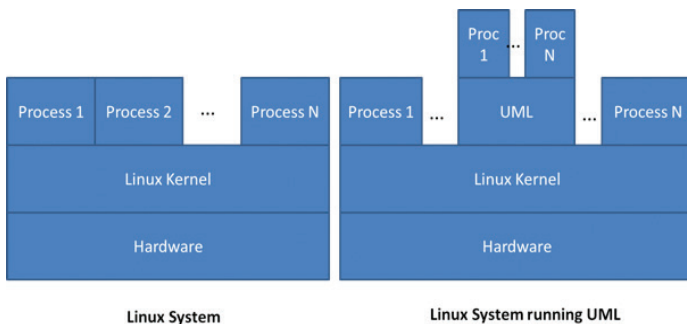 Process 1 Process 2 ... Process N
Linux Kernel
Hardware
Linux System
Proc 1 ... Proc N
Process 1 ... UML ... Process N
Linux Kernel
Hardware
Linux System running UML